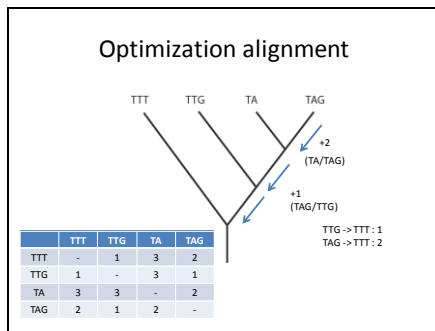 Optimization alignment
TTT TTG TA TAG
+2
(TA/TAG)
+1
(TAG/TTG)
TTG -> TTT : 1
TAG -> TTT : 2
TTT TTG TA TAG
TTT - 1 3 2
TTG 1 - 3 1
TA 3 3 - 2
TAG 2 1 2 -